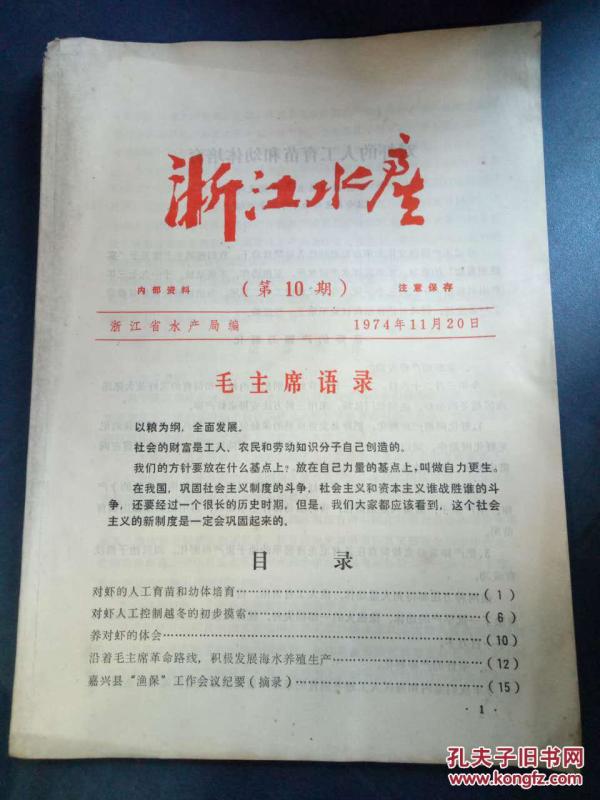 浙江水产
内部资料 (第10期) 注意保存
浙江省水产局编 1974年11月20日
毛主席语录
以粮为纲，全面发展。
社会的财富是工人、农民和劳动知识分子自己创造的。
我们的方针要放在什么基点上？放在自己力量的基点上，叫做自力更生。
在我国，巩固社会主义制度的斗争，社会主义和资本主义谁战胜谁的斗
争，还要经过一个很长的历史时期，但是，我们大家都应该看到，这个社会
主义的新制度是一定会巩固起来的。
目 录
对虾的人工育苗和幼体培育……(1)
对虾人工控制越冬的初步摸索……(6)
养对虾的体会……(10)
沿着毛主席革命路线，积极发展海水养殖生产……(12)
嘉兴县“渔保”工作会议纪要(摘录)……(15)
·1·
孔夫子旧书网
www.kongfz.com